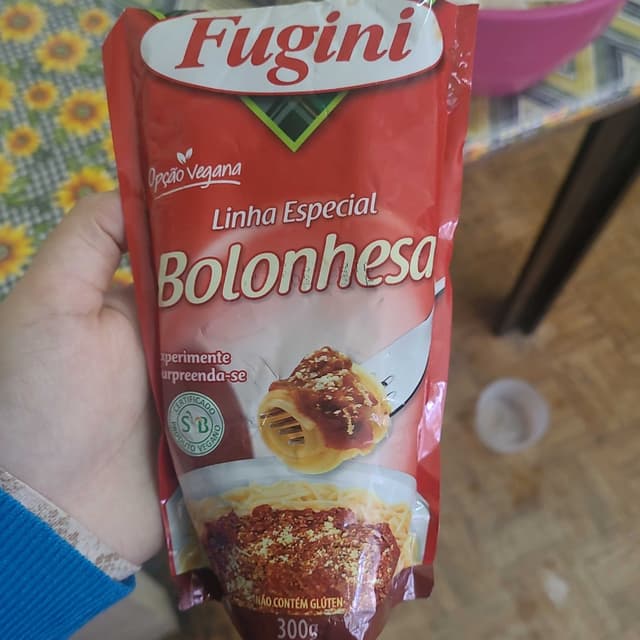 Fugini
Opção Vegana
Linha Especial
Bolonhesa
xperimente
urpreenda-se
CERTIFICADO
SVB
PRODUTO VEGANO
NÃO CONTÉM GLÚTEN
300g